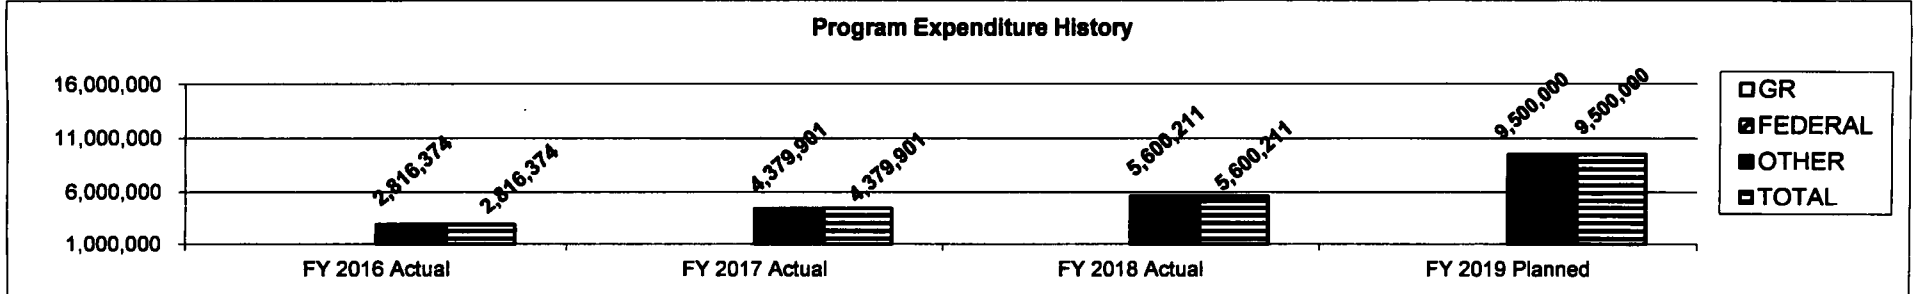 Program Expenditure History
16,000,000
11,000,000
6,000,000
1,000,000
2,816,374
2,816,374
4,379,901
4,379,901
5,600,211
5,600,211
9,500,000
9,500,000
FY 2016 Actual
FY 2017 Actual
FY 2018 Actual
FY 2019 Planned
GR
FEDERAL
OTHER
TOTAL